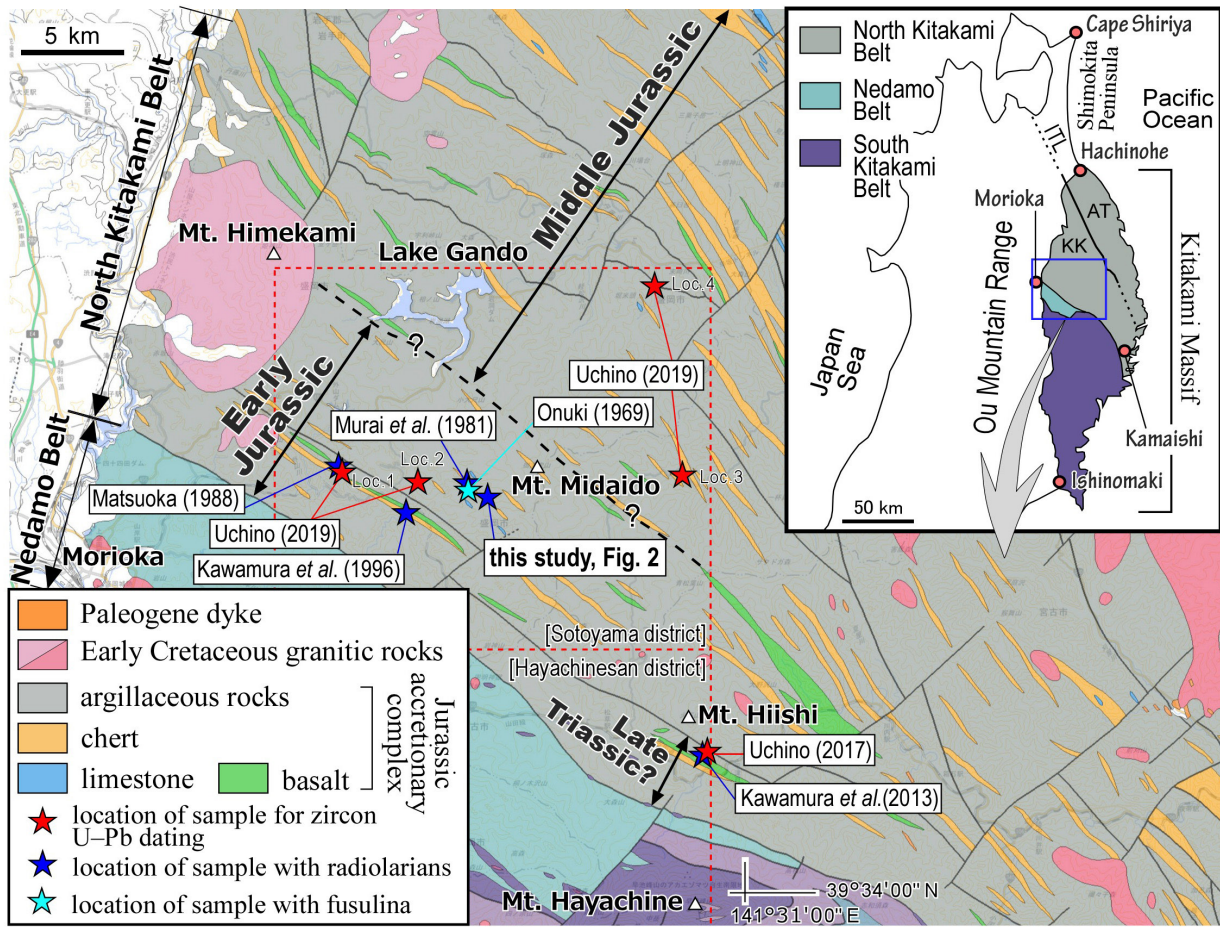 5 km
North Kitakami Belt
Nedamo Belt
Mt. Himekami
Lake Gando
Middle Jurassic
Early
Jurassic
?
?
Loc.4
Uchino (2019)
Onuki (1969)
Murai et al. (1981)
Loc.2
Loc.1
Loc.3
Mt. Midaido
Matsuoka (1988)
Uchino (2019)
Kawamura et al. (1996)
this study, Fig. 2
Morioka
[Sotoyama district]
[Hayachinesan district]
Mt. Hiishi
Late
Triassic?
Uchino (2017)
Kawamura et al.(2013)
Mt. Hayachine
39°34'00" N
141°31'00" E
Paleogene dyke
Early Cretaceous granitic rocks
argillaceous rocks
chert
limestone
basalt
Jurassic
accretionary
complex
location of sample for zircon
U–Pb dating
location of sample with radiolarians
location of sample with fusulina
North Kitakami
Belt
Nedamo
Belt
South
Kitakami
Belt
Cape Shiriya
Shimokita
Peninsula
Pacific
Ocean
ITL
Hachinohe
Morioka
AT
KK
Ou Mountain Range
Kitakami Massif
Japan
Sea
Kamaishi
Ishinomaki
50 km